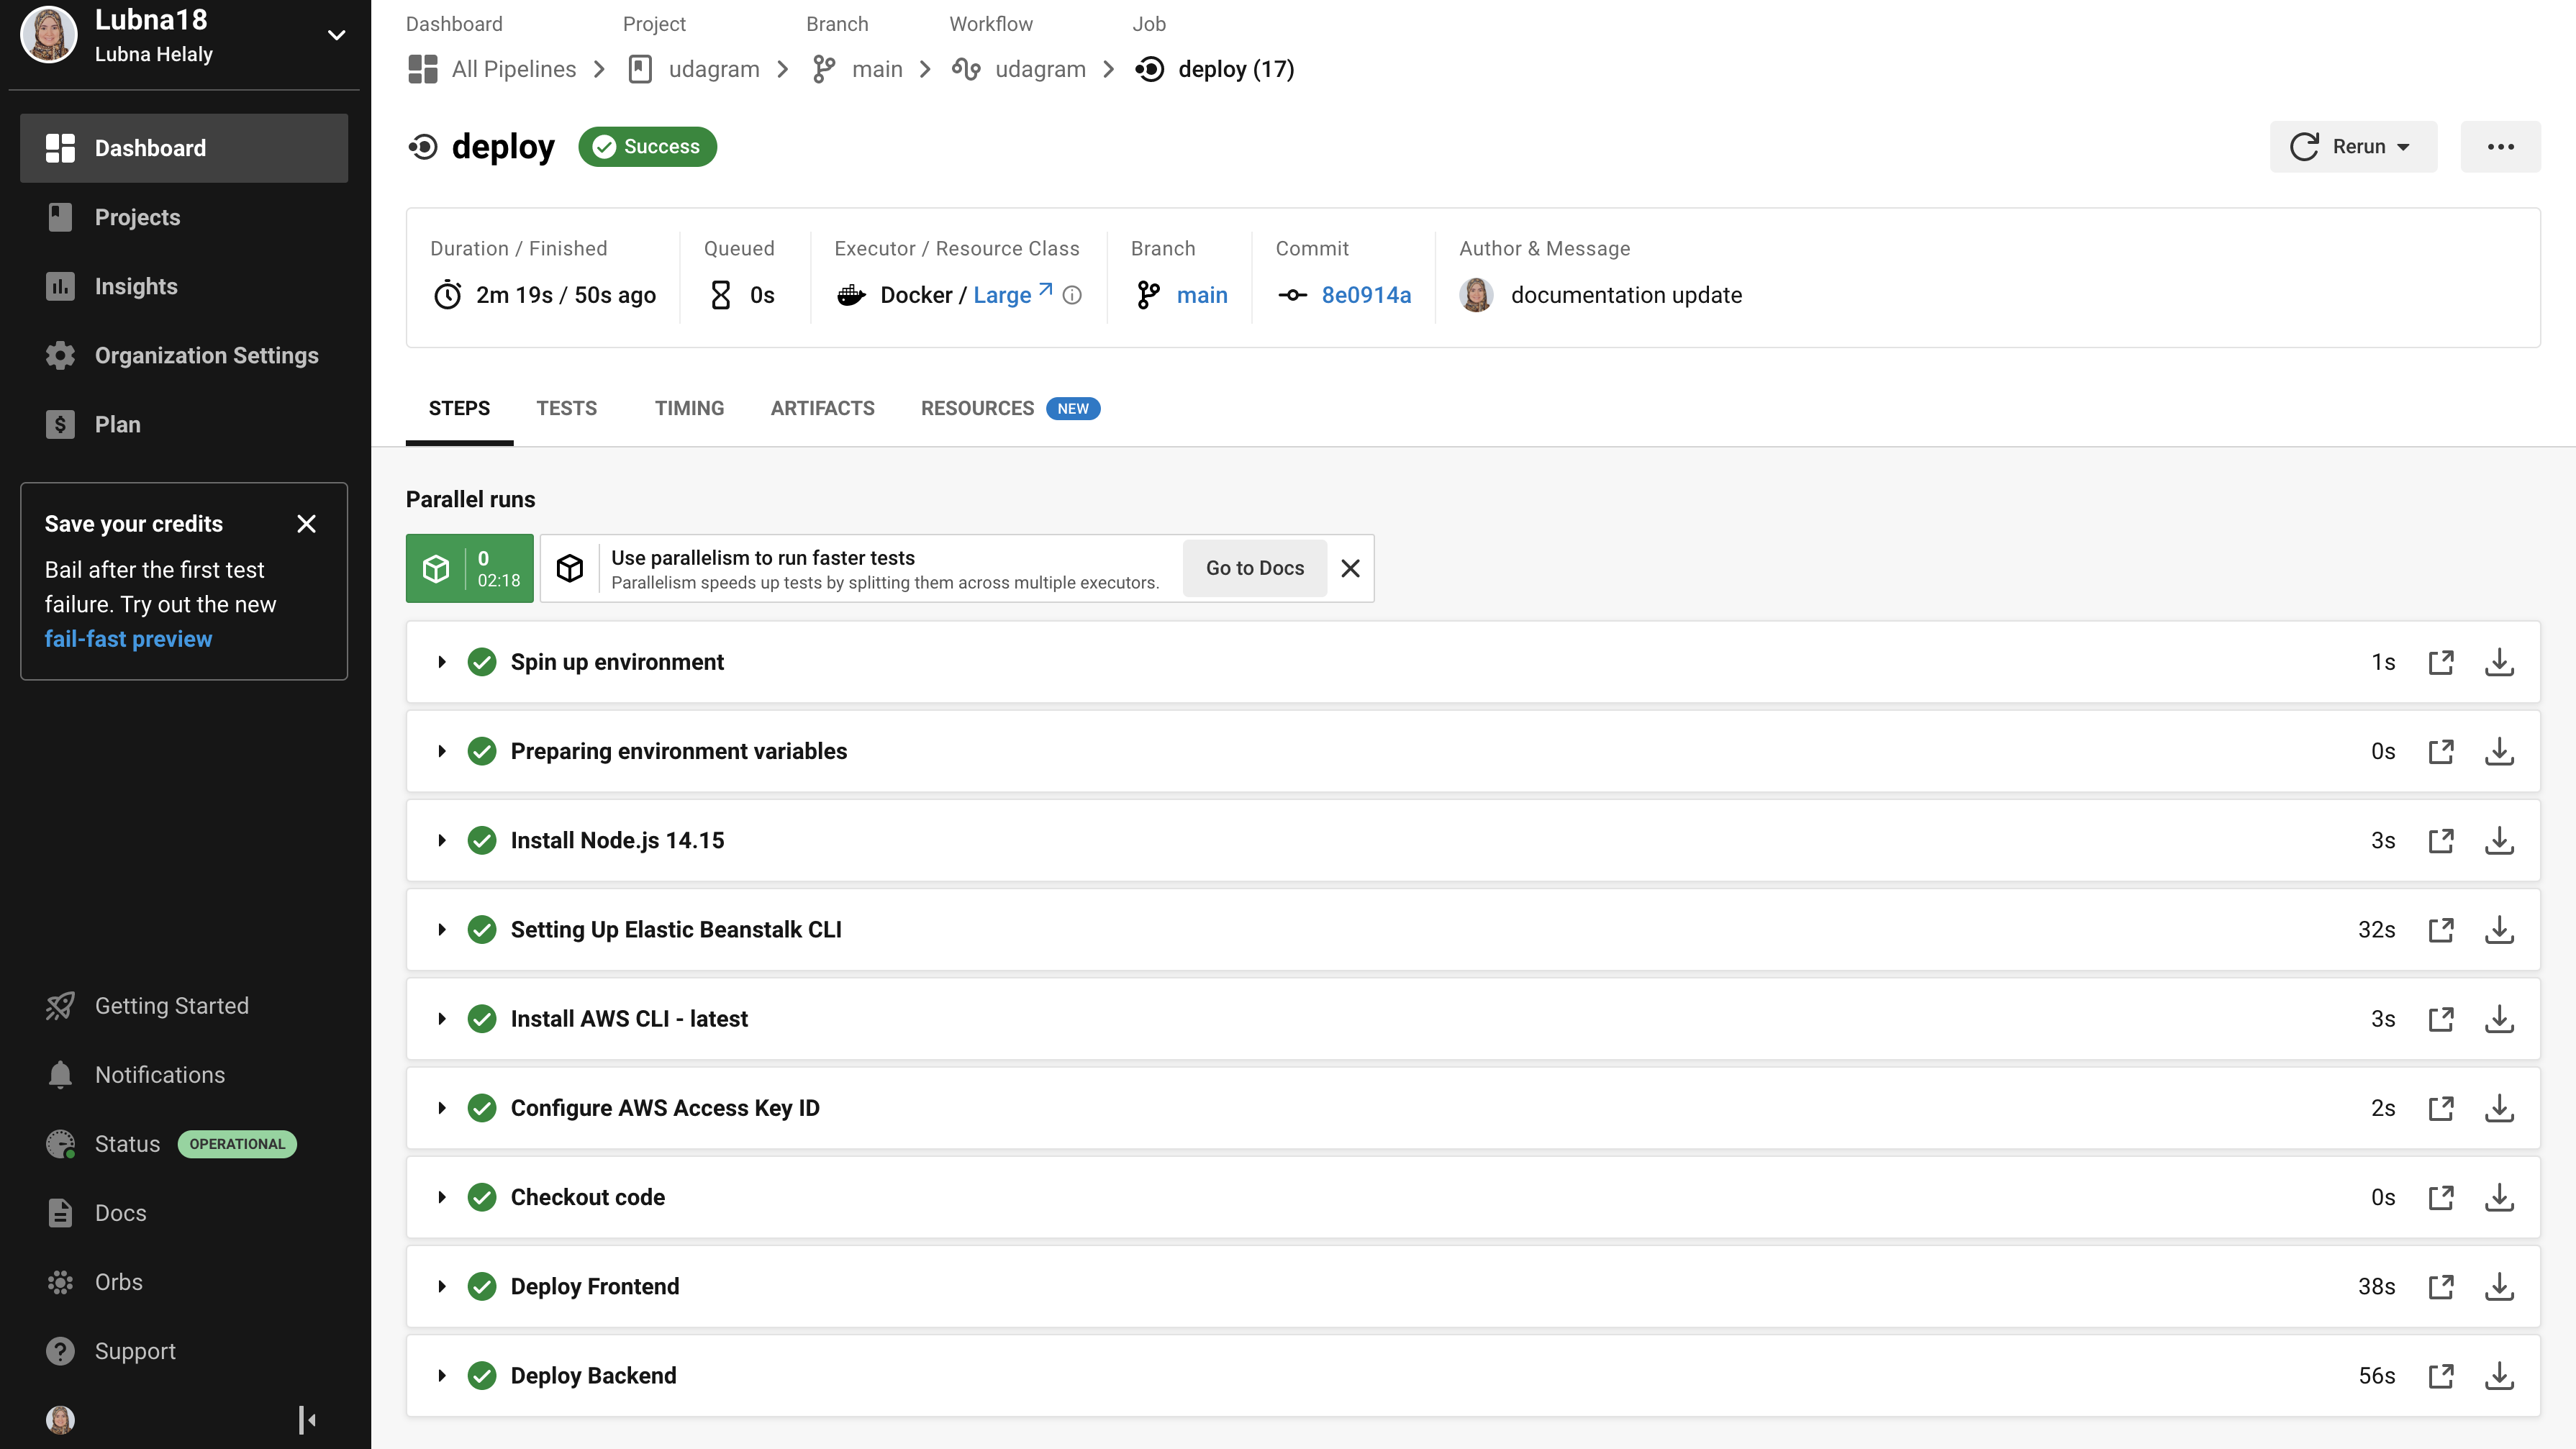 Lubna18
Lubna Helaly
Dashboard
Projects
Insights
Organization Settings
Plan
Save your credits
Bail after the first test
failure. Try out the new
fail-fast preview
Getting Started
Notifications
Status OPERATIONAL
Docs
Orbs
Support
Dashboard Project Branch Workflow Job
All Pipelines udagram main udagram deploy (17)
deploy Success
Rerun
Duration / Finished Queued Executor / Resource Class Branch Commit Author & Message
2m 19s / 50s ago 0s Docker / Large main 8e0914a documentation update
STEPS TESTS TIMING ARTIFACTS RESOURCES NEW
Parallel runs
0
02:18
Use parallelism to run faster tests
Parallelism speeds up tests by splitting them across multiple executors.
Go to Docs
Spin up environment 1s
Preparing environment variables 0s
Install Node.js 14.15 3s
Setting Up Elastic Beanstalk CLI 32s
Install AWS CLI - latest 3s
Configure AWS Access Key ID 2s
Checkout code 0s
Deploy Frontend 38s
Deploy Backend 56s